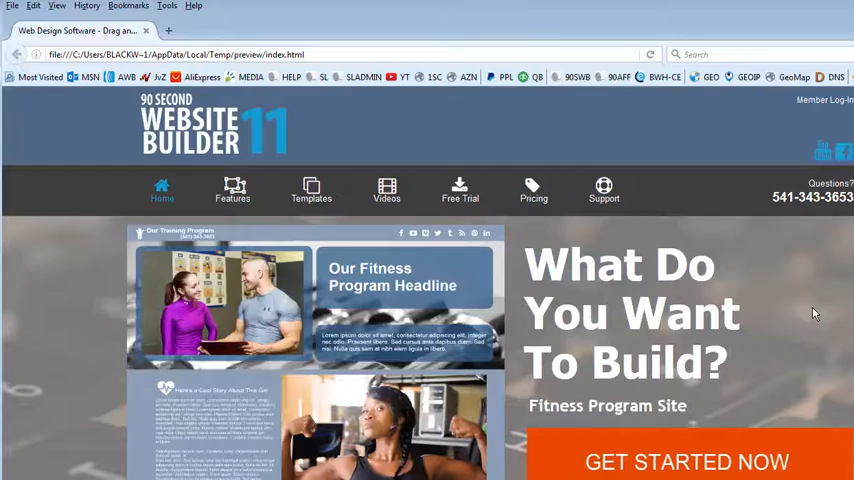 File Edit View History Bookmarks Tools Help
Web Design Software - Drag an...
file:///C:/Users/BLACKW~1/AppData/Local/Temp/preview/index.html
Search
Most Visited MSN AWB JvZ AliExpress MEDIA HELP SL SLADMIN YT 1SC AZN PPL QB 90SWB 90AFF BWH-CE GEO GEOIP GeoMap DNS
90 SECOND
WEBSITE
BUILDER 11
Member Log-In
You
Home Features Templates Videos Free Trial Pricing Support
Questions?
541-343-3653
Our Training Program
(541) 343-3653
Our Fitness
Program Headline
Lorem ipsum dolor sit amet, consectetur adipiscing elit. Integer
nec odio. Praesent libero. Sed cursus ante dapibus diam. Sed
nisi. Nulla quis sem at nibh elementum imperdiet.
Here's a Cool Story About This Girl
What Do
You Want
To Build?
Fitness Program Site
GET STARTED NOW